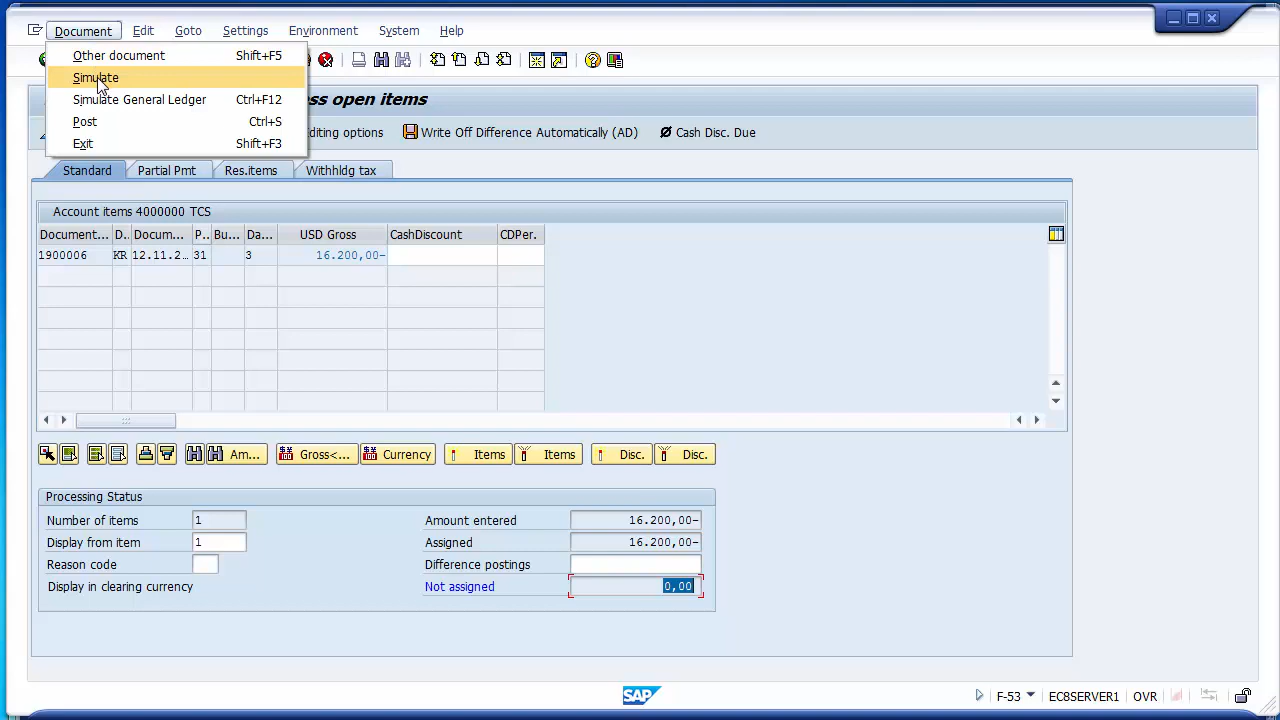 Document Edit Goto Settings Environment System Help
Other document Shift+F5
Simulate
Simulate General Ledger Ctrl+F12
Post Ctrl+S
Exit Shift+F3
ss open items
diting options Write Off Difference Automatically (AD) Cash Disc. Due
Standard Partial Pmt Res.items Withhldg tax
Account items 4000000 TCS
Document... D.. Docum... P.. Bu... Da... USD Gross CashDiscount CDPer.
1900006 KR 12.11.2... 31 3 16.200,00-
Am... Gross<... Currency Items Items Disc. Disc.
Processing Status
Number of items 1 Amount entered 16.200,00-
Display from item 1 Assigned 16.200,00-
Reason code Difference postings
Display in clearing currency Not assigned 0,00
SAP F-53 EC8SERVER1 OVR